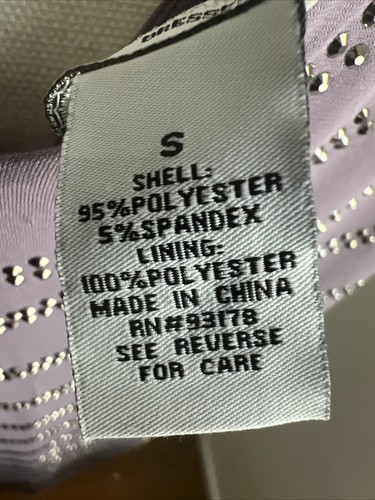 S
SHELL:
95%POLYESTER
5%SPANDEX
LINING:
100%POLYESTER
MADE IN CHINA
RN#93178
SEE REVERSE
FOR CARE